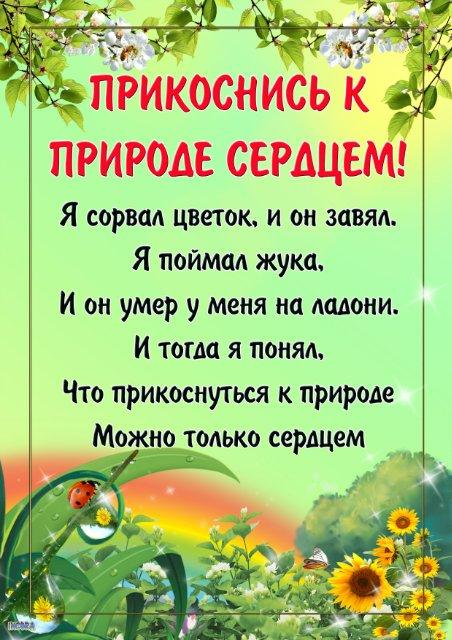 ПРИКОСНИСЬ К
ПРИРОДЕ СЕРДЦЕМ!
Я сорвал цветок, и он завял.
Я поймал жука,
И он умер у меня на ладони.
И тогда я понял,
Что прикоснуться к природе
Можно только сердцем
INGORA